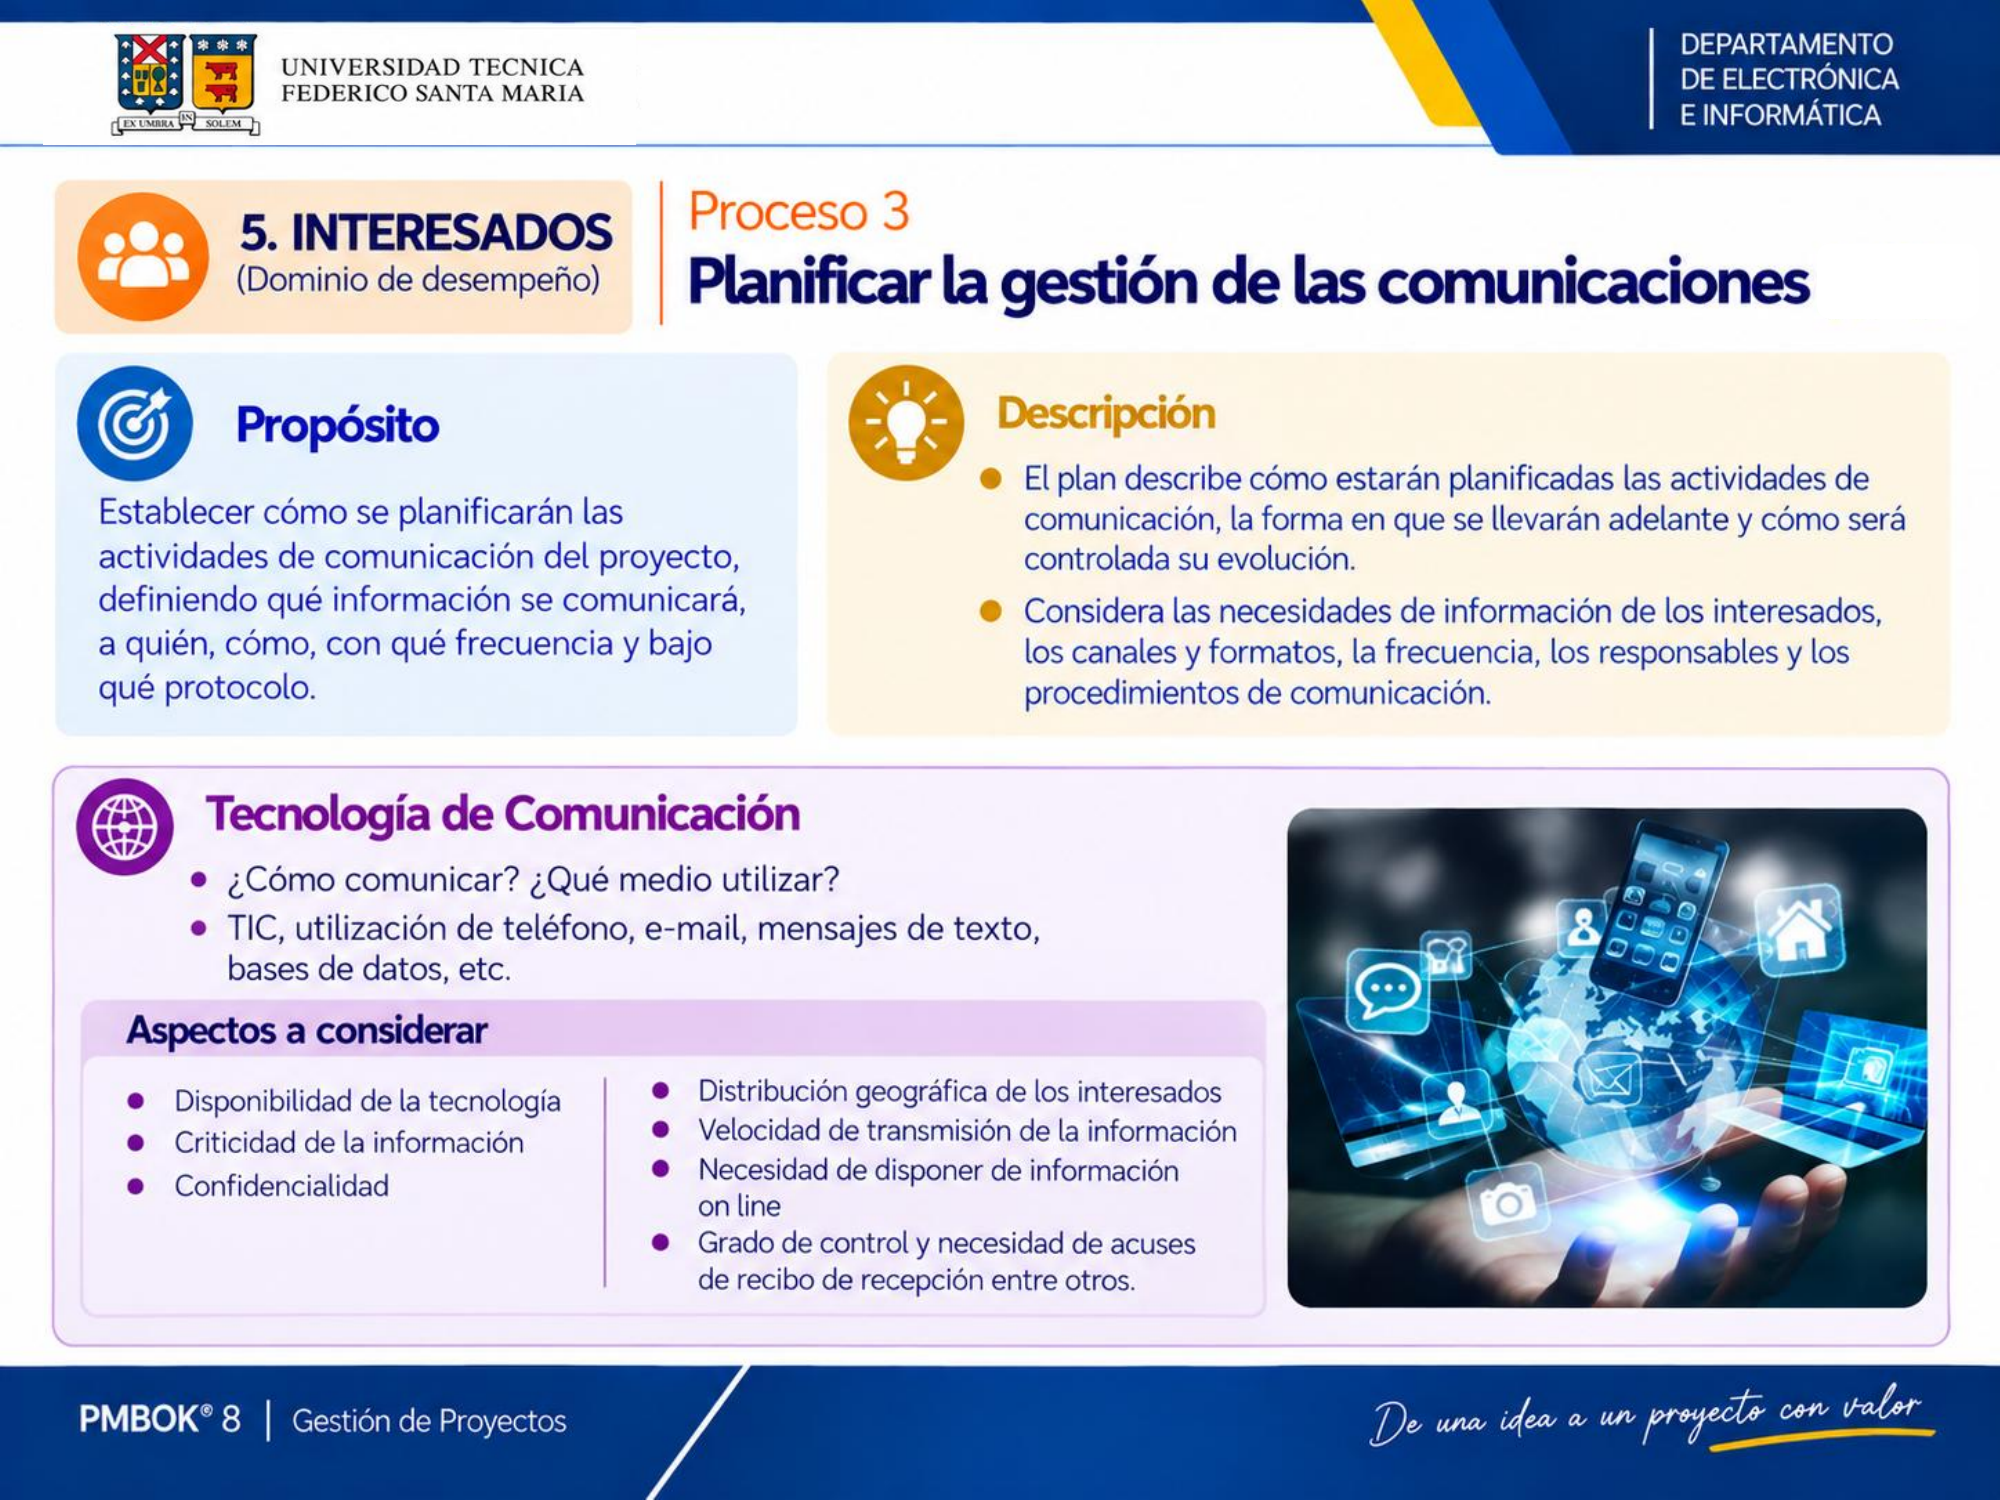 EX UMBRA IN SOLEM
UNIVERSIDAD TECNICA
FEDERICO SANTA MARIA
DEPARTAMENTO
DE ELECTRÓNICA
E INFORMÁTICA
5. INTERESADOS
(Dominio de desempeño)
Proceso 3
Planificar la gestión de las comunicaciones
Propósito
Establecer cómo se planificarán las
actividades de comunicación del proyecto,
definiendo qué información se comunicará,
a quién, cómo, con qué frecuencia y bajo
qué protocolo.
Descripción
● El plan describe cómo estarán planificadas las actividades de
comunicación, la forma en que se llevarán adelante y cómo será
controlada su evolución.
● Considera las necesidades de información de los interesados,
los canales y formatos, la frecuencia, los responsables y los
procedimientos de comunicación.
Tecnología de Comunicación
● ¿Cómo comunicar? ¿Qué medio utilizar?
● TIC, utilización de teléfono, e-mail, mensajes de texto,
bases de datos, etc.
Aspectos a considerar
● Disponibilidad de la tecnología
● Criticidad de la información
● Confidencialidad
● Distribución geográfica de los interesados
● Velocidad de transmisión de la información
● Necesidad de disponer de información
on line
● Grado de control y necesidad de acuses
de recibo de recepción entre otros.
PMBOK® 8 | Gestión de Proyectos
De una idea a un proyecto con valor